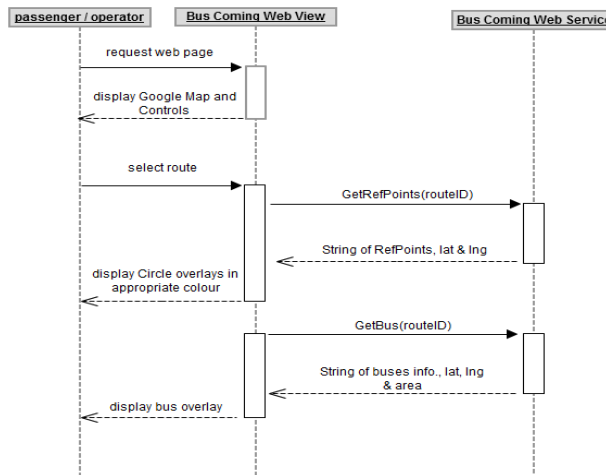 passenger / operator
Bus Coming Web View
Bus Coming Web Service
request web page
display Google Map and
Controls
select route
GetRefPoints(routeID)
String of RefPoints, lat & lng
display Circle overlays in
appropriate colour
GetBus(routeID)
String of buses info., lat, lng
& area
display bus overlay